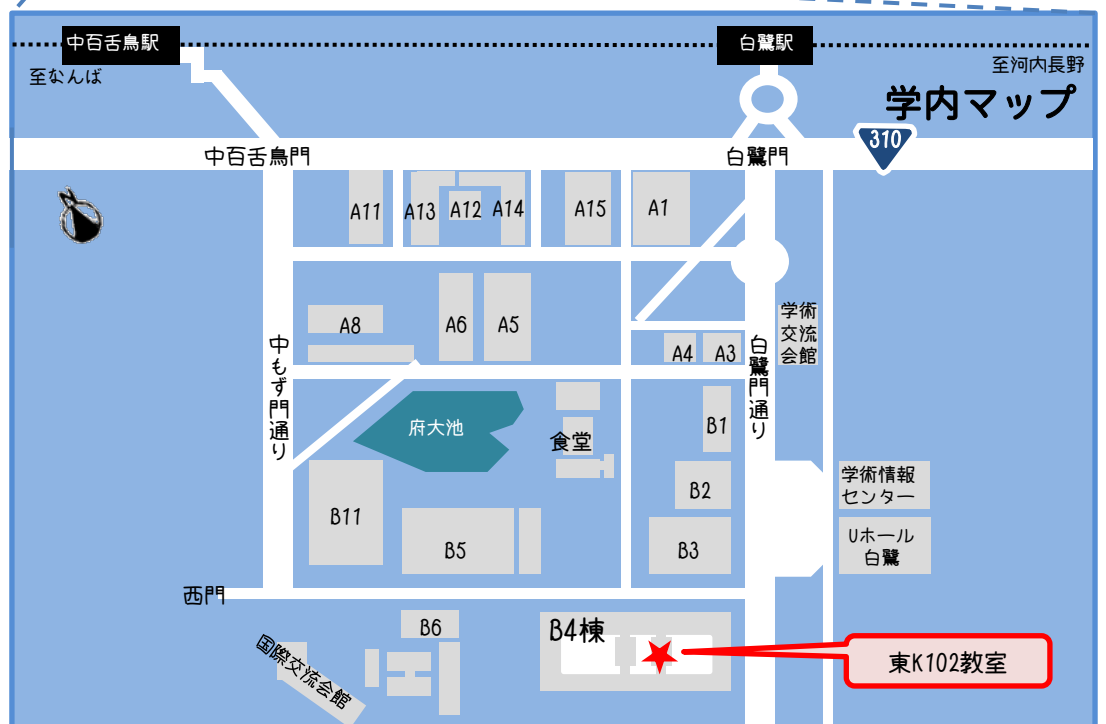 中百舌鳥駅
白鷺駅
至なんば
至河内長野
学内マップ
310
中百舌鳥門
白鷺門
A11
A13
A12
A14
A15
A1
A8
A6
A5
学術
交流
会館
A4
A3
中もず門通り
白鷺門通り
府大池
食堂
B1
B2
学術情報
センター
B11
B5
B3
Uホール
白鷺
西門
B6
B4棟
国際交流会館
東K102教室